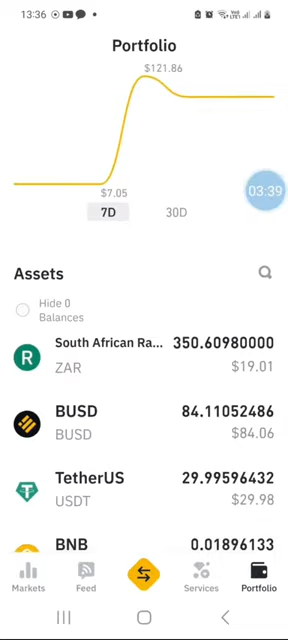 13:36
Portfolio
$121.86
$7.05
7D 30D
03:39
Assets
Hide 0
Balances
R
South African Ra... 350.60980000
ZAR $19.01
BUSD 84.11052486
BUSD $84.06
TetherUS 29.99596432
USDT $29.98
BNB 0.01896133
Markets Feed Services Portfolio